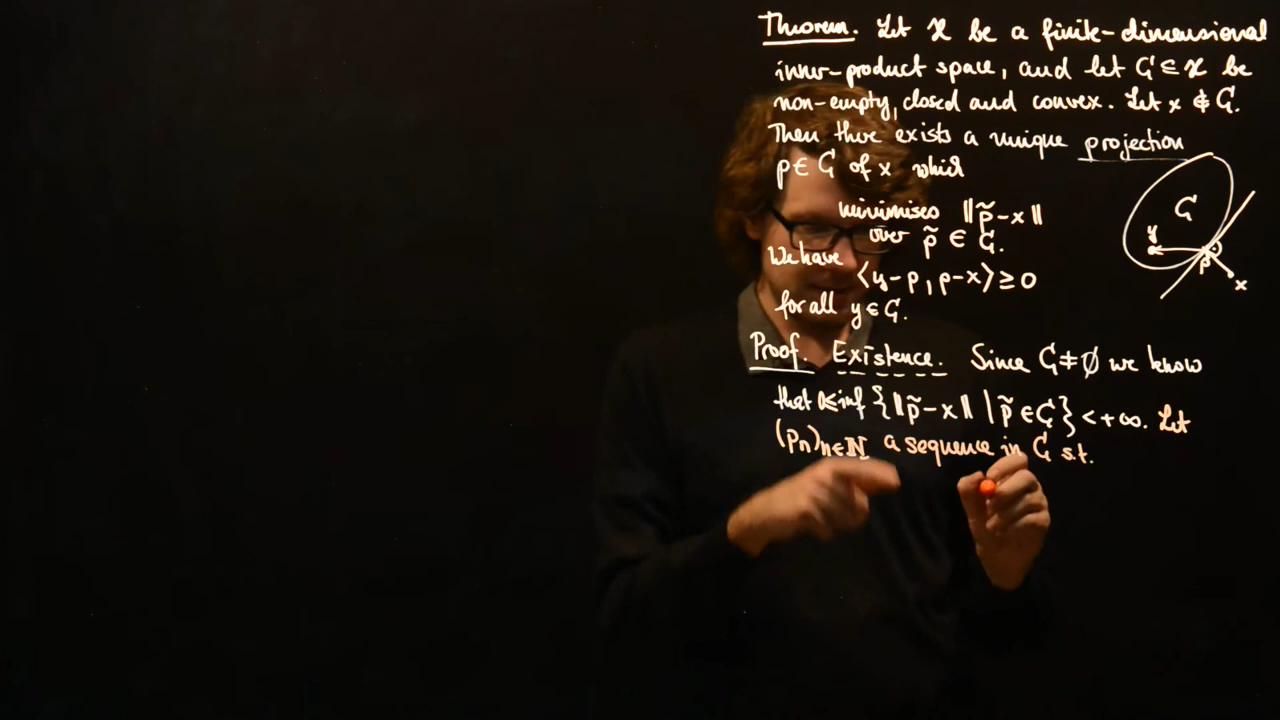 Theorem. Let X be a finite-dimensional
inner-product space, and let C ⊆ X be
non-empty, closed and convex. Let x ∉ C.
Then there exists a unique projection
p ∈ C of x which
minimises ‖p̃-x‖
over p̃ ∈ C.
We have
⟨y-p, p-x⟩ ≥ 0
for all y ∈ C.
C
y
p
x
Proof. Existence. Since C ≠ ∅ we know
that 0 ≤ inf {‖p̃-x‖ | p̃ ∈ C} < +∞. Let
(pn)n∈ℕ a sequence in C s.t.